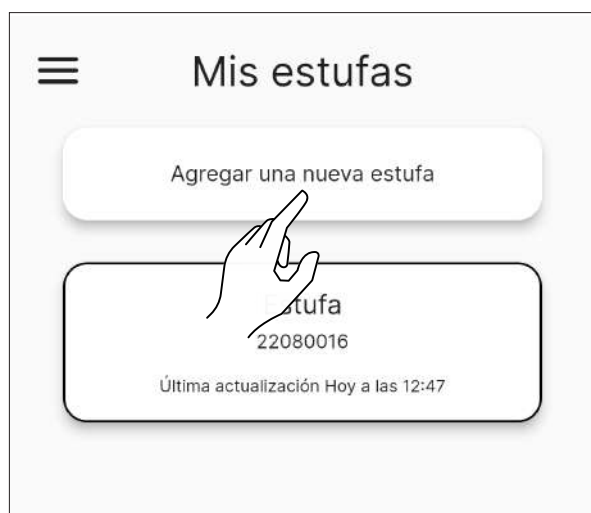 Mis estufas
Agregar una nueva estufa
Estufa
22080016
Última actualización Hoy a las 12:47